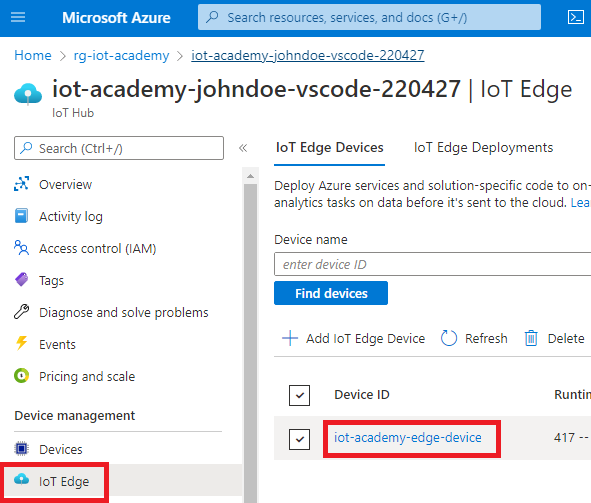 Microsoft Azure
Search resources, services, and docs (G+/)
Home > rg-iot-academy > iot-academy-johndoe-vscode-220427
iot-academy-johndoe-vscode-220427 | IoT Edge
IoT Hub
Search (Ctrl+/)
«
Overview
Activity log
Access control (IAM)
Tags
Diagnose and solve problems
Events
Pricing and scale
Device management
Devices
IoT Edge
IoT Edge Devices
IoT Edge Deployments
Deploy Azure services and solution-specific code to on-
analytics tasks on data before it's sent to the cloud. Lea
Device name
enter device ID
Find devices
Add IoT Edge Device
Refresh
Delete
Device ID
Runtin
iot-academy-edge-device
417 --